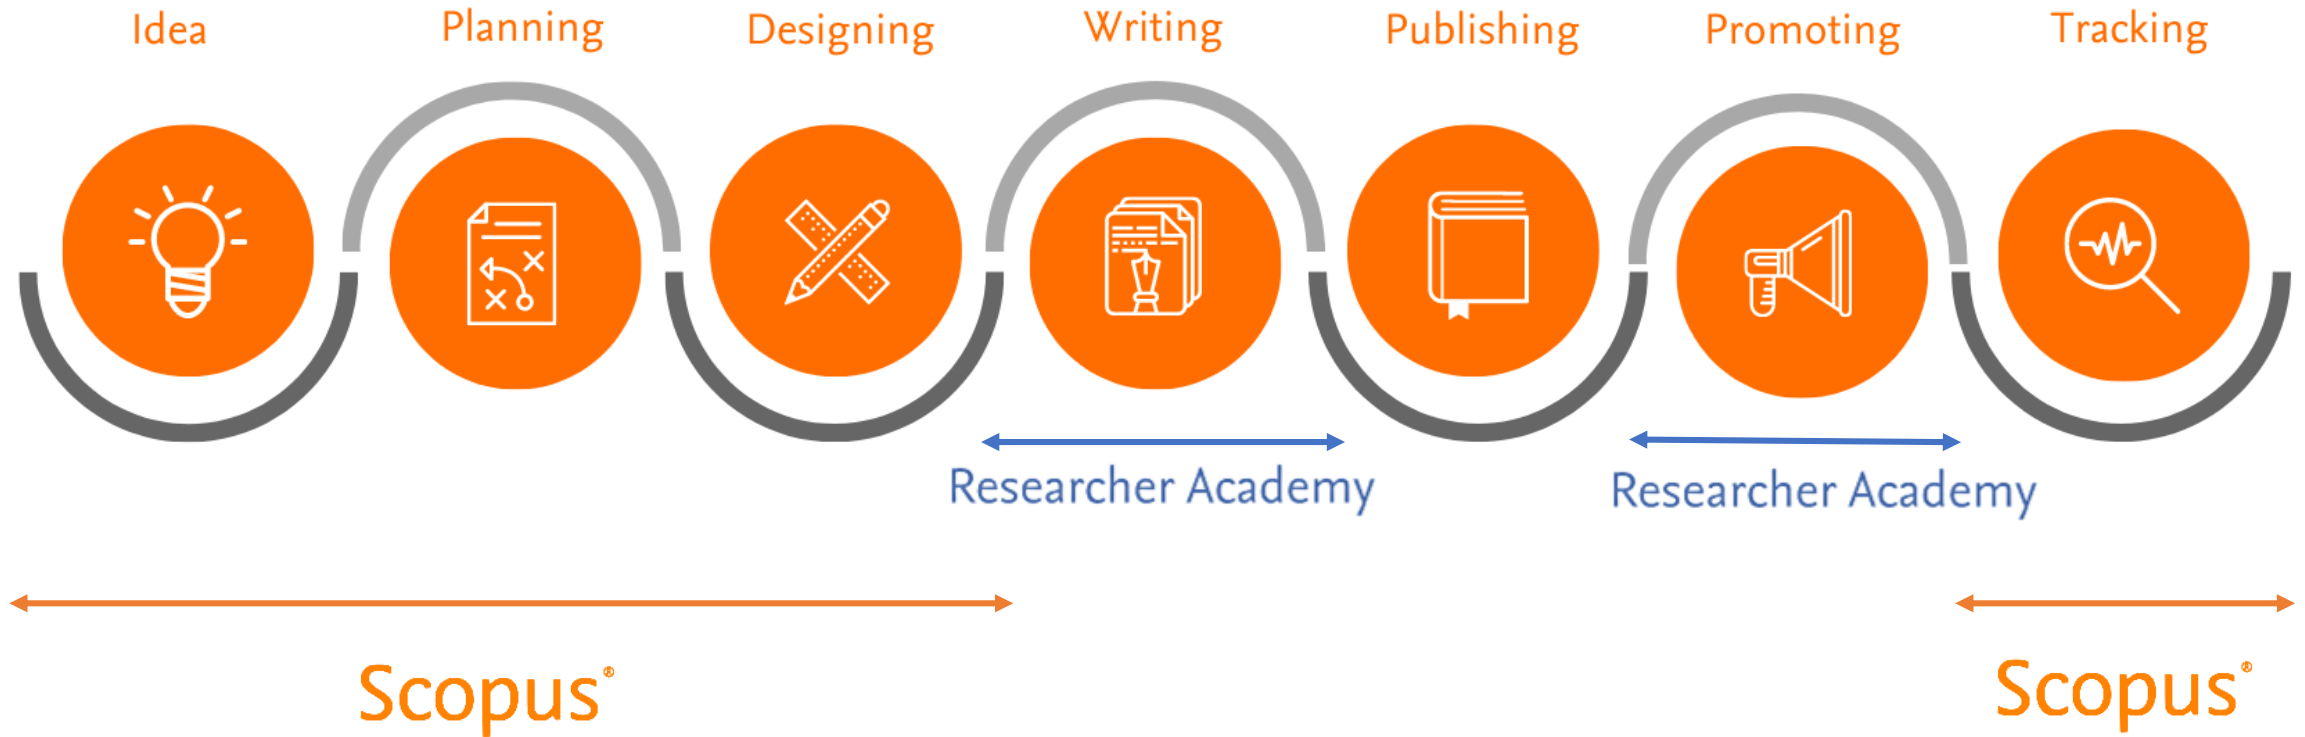 Idea
Planning
Designing
Writing
Publishing
Promoting
Tracking
Researcher Academy
Researcher Academy
Scopus®
Scopus®